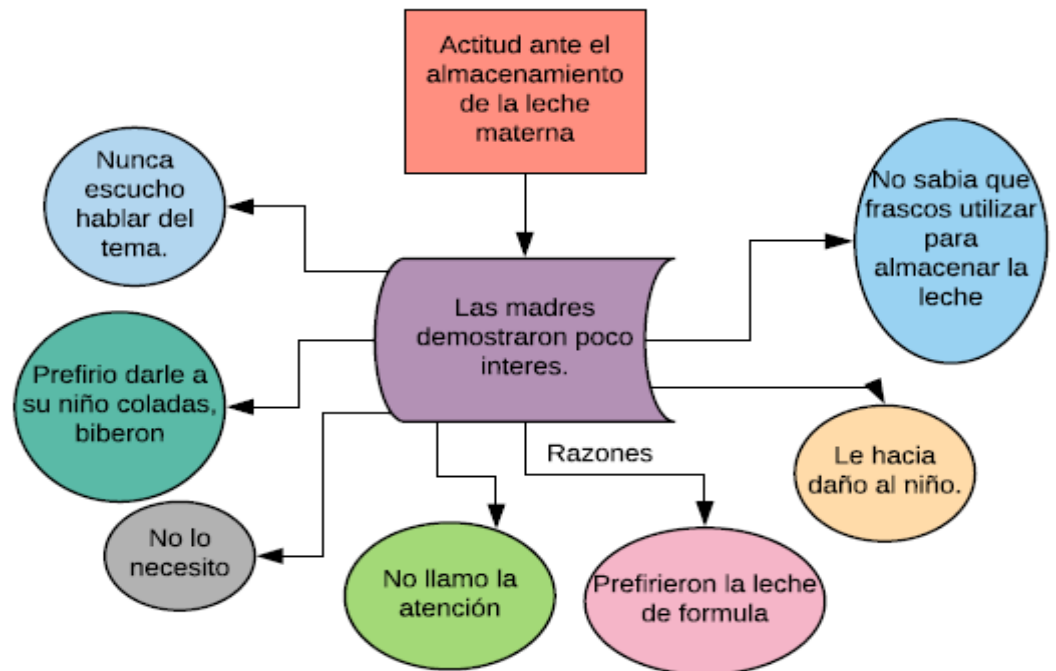 Actitud ante el
almacenamiento
de la leche
materna
Nunca
escucho
hablar del
tema.
No sabia que
frascos utilizar
para
almacenar la
leche
Las madres
demostraron poco
interes.
Prefirio darle a
su niño coladas,
biberon
Razones
Le hacia
daño al niño.
No lo
necesito
No llamo la
atención
Prefirieron la leche
de formula